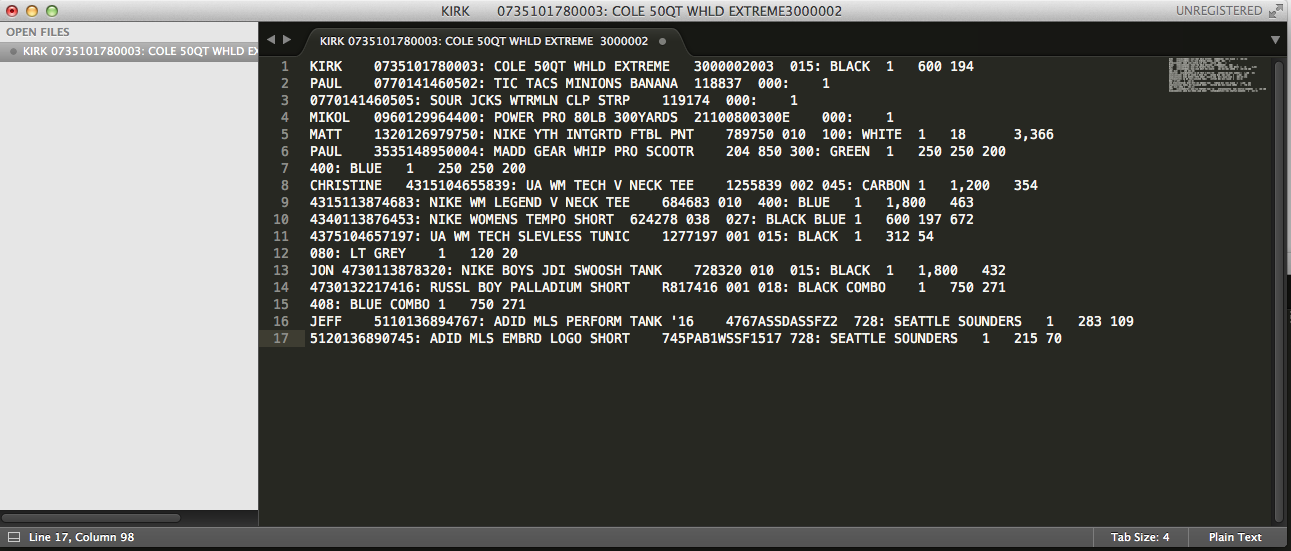 KIRK 0735101780003: COLE 50QT WHLD EXTREME3000002 UNREGISTERED
OPEN FILES
KIRK 0735101780003: COLE 50QT WHLD EX
KIRK 0735101780003: COLE 50QT WHLD EXTREME 3000002
1 KIRK 0735101780003: COLE 50QT WHLD EXTREME 3000002003 015: BLACK 1 600 194
2 PAUL 0770141460502: TIC TACS MINIONS BANANA 118837 000: 1
3 0770141460505: SOUR JCKS WTRMLN CLP STRP 119174 000: 1
4 MIKOL 0960129964400: POWER PRO 80LB 300YARDS 21100800300E 000: 1
5 MATT 1320126979750: NIKE YTH INTGRTD FTBL PNT 789750 010 100: WHITE 1 18 3,366
6 PAUL 3535148950004: MADD GEAR WHIP PRO SCOOTR 204 850 300: GREEN 1 250 250 200
7 400: BLUE 1 250 250 200
8 CHRISTINE 4315104655839: UA WM TECH V NECK TEE 1255839 002 045: CARBON 1 1,200 354
9 4315113874683: NIKE WM LEGEND V NECK TEE 684683 010 400: BLUE 1 1,800 463
10 4340113876453: NIKE WOMENS TEMPO SHORT 624278 038 027: BLACK BLUE 1 600 197 672
11 4375104657197: UA WM TECH SLEVLESS TUNIC 1277197 001 015: BLACK 1 312 54
12 080: LT GREY 1 120 20
13 JON 4730113878320: NIKE BOYS JDI SWOOSH TANK 728320 010 015: BLACK 1 1,800 432
14 4730132217416: RUSSL BOY PALLADIUM SHORT R817416 001 018: BLACK COMBO 1 750 271
15 408: BLUE COMBO 1 750 271
16 JEFF 5110136894767: ADID MLS PERFORM TANK '16 4767ASSDASSFZ2 728: SEATTLE SOUNDERS 1 283 109
17 5120136890745: ADID MLS EMBRD LOGO SHORT 745PAB1WSSF1517 728: SEATTLE SOUNDERS 1 215 70
Line 17, Column 98 Tab Size: 4 Plain Text